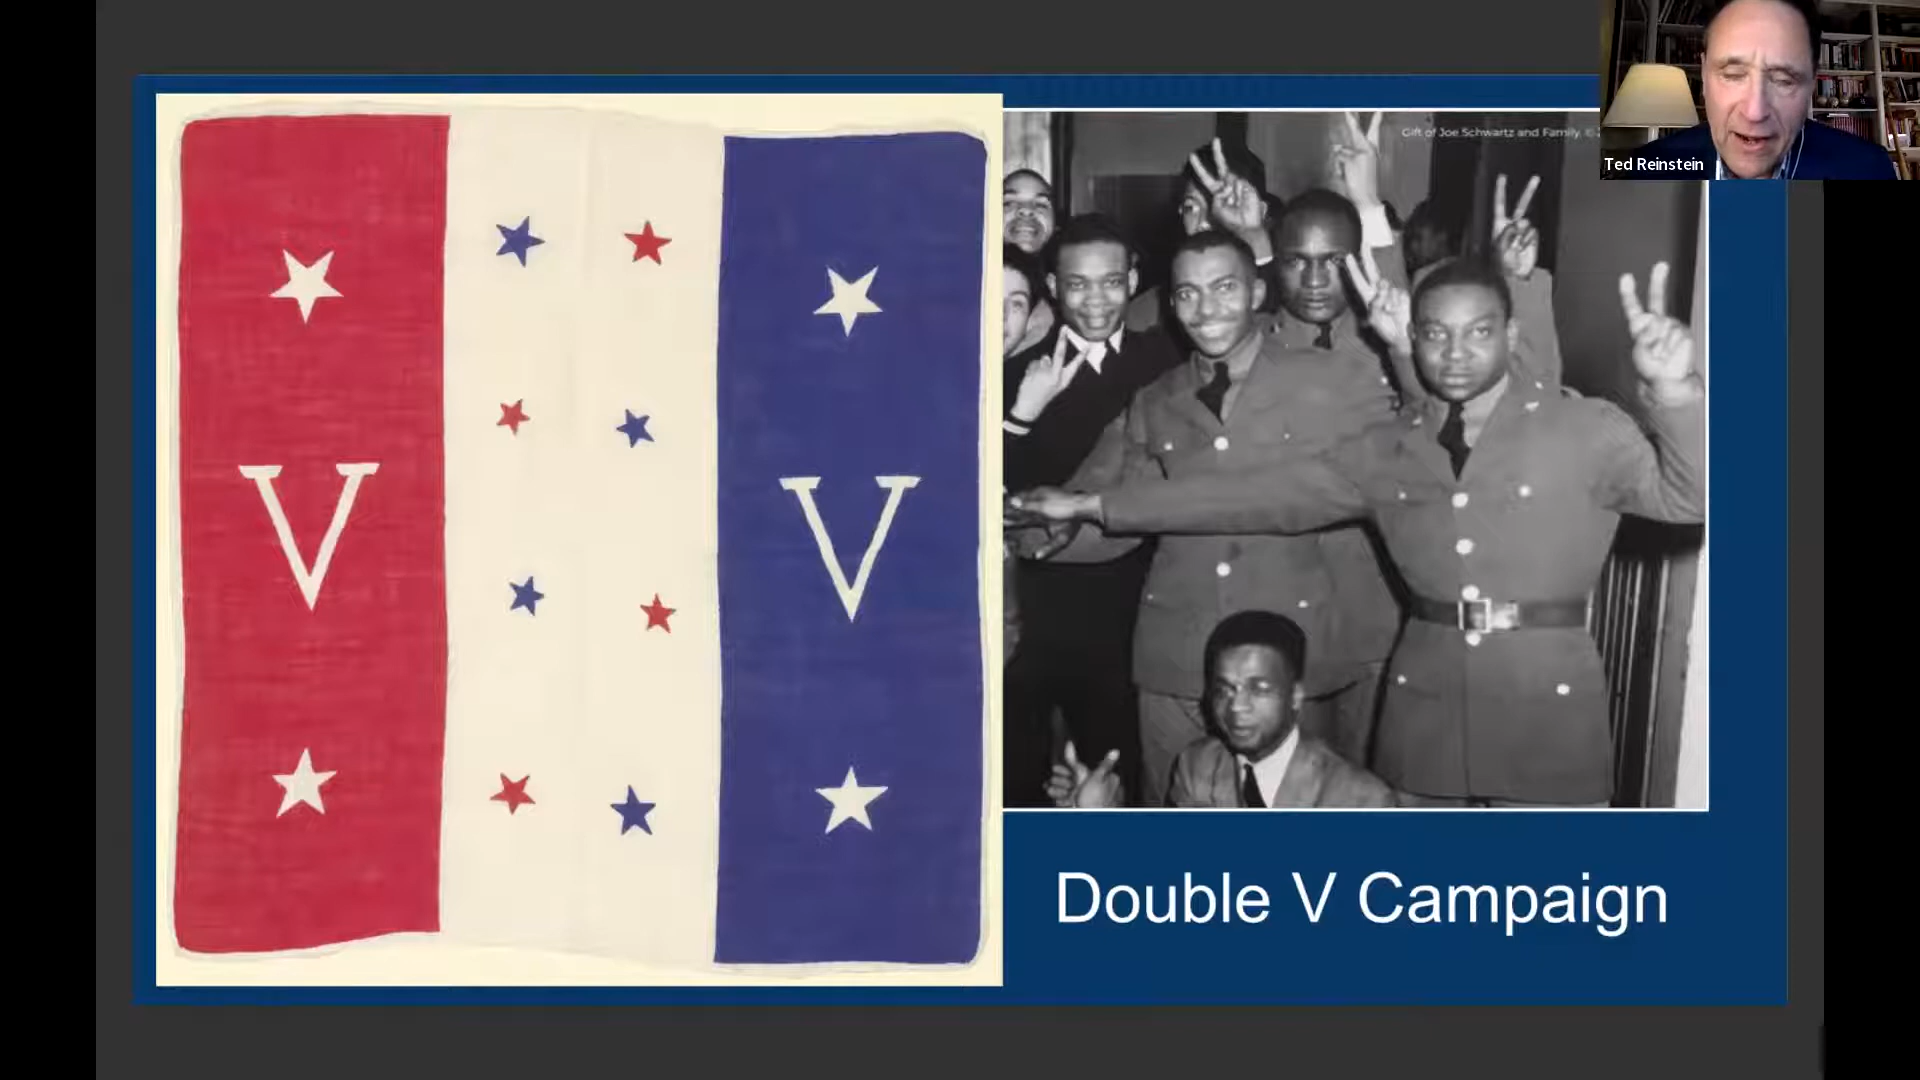 V
V
Gift of Joe Schwartz and Family. ©
Ted Reinstein
Double V Campaign